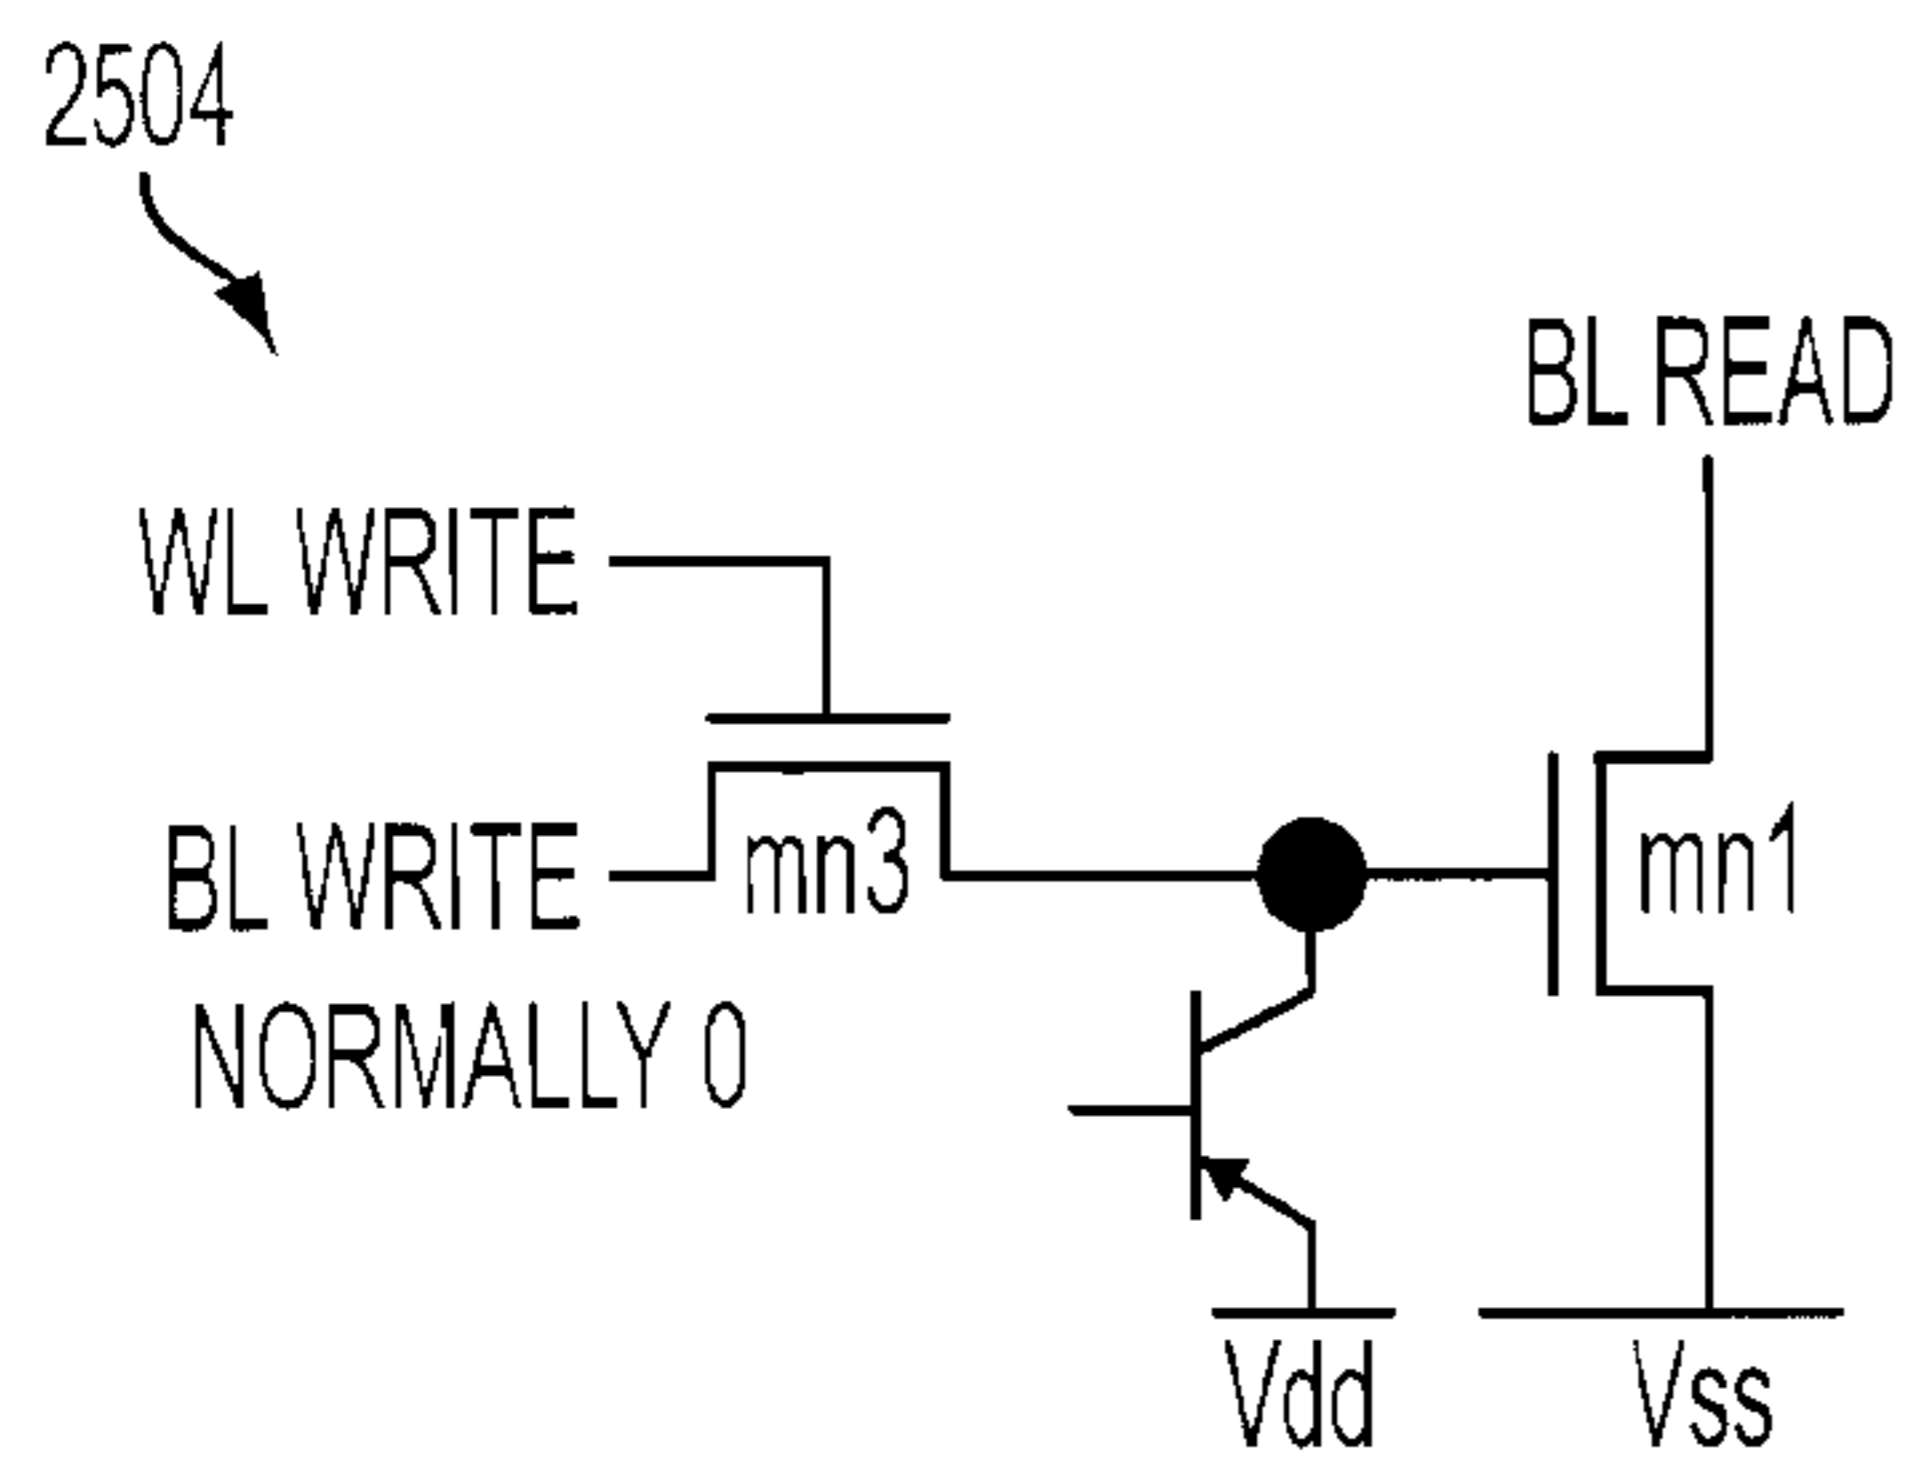 2504
BL READ
WL WRITE
BL WRITE
mn3
mn1
NORMALLY 0
Vdd
Vss